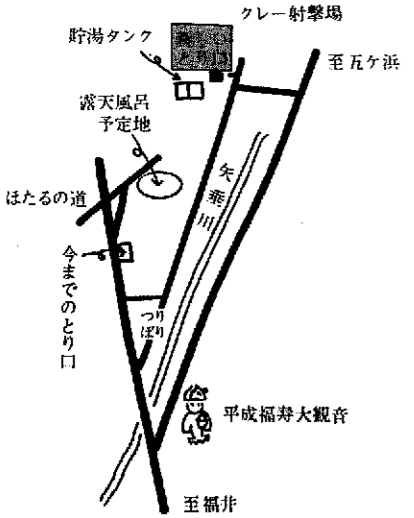 クレー射撃場
貯湯タンク
至五ケ浜
露天風呂
予定地
矢垂川
ほたるの道
今までのとり口
つり
ぼり
平成福寿大観音
至福井